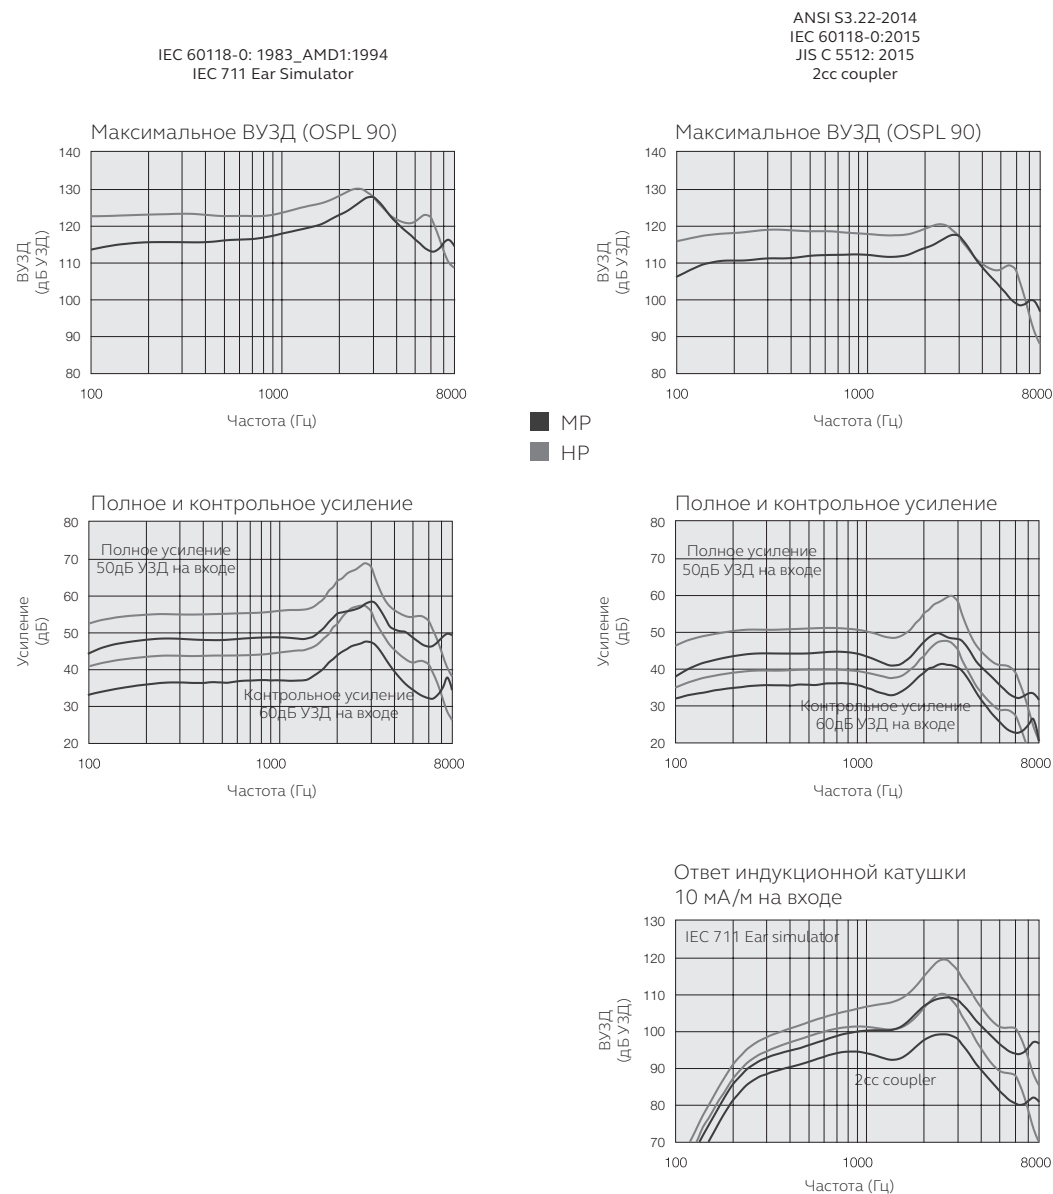 IEC 60118-0: 1983_AMD1:1994
IEC 711 Ear Simulator
ANSI S3.22-2014
IEC 60118-0:2015
JIS C 5512: 2015
2cc coupler
Максимальное ВУЗД (OSPL 90)
140
130
120
110
100
90
80
ВУЗД
(дБ УЗД)
100
1000
8000
Частота (Гц)
Максимальное ВУЗД (OSPL 90)
140
130
120
110
100
90
80
ВУЗД
(дБ УЗД)
100
1000
8000
Частота (Гц)
MP
HP
Полное и контрольное усиление
80
70
60
50
40
30
20
Усиление
(дБ)
Полное усиление
50дБ УЗД на входе
Контрольное усиление
60дБ УЗД на входе
100
1000
8000
Частота (Гц)
Полное и контрольное усиление
80
70
60
50
40
30
20
Усиление
(дБ)
Полное усиление
50дБ УЗД на входе
Контрольное усиление
60дБ УЗД на входе
100
1000
8000
Частота (Гц)
Ответ индукционной катушки
10 мА/м на входе
130
120
110
100
90
80
70
ВУЗД
(дБ УЗД)
IEC 711 Ear simulator
2cc coupler
100
1000
8000
Частота (Гц)